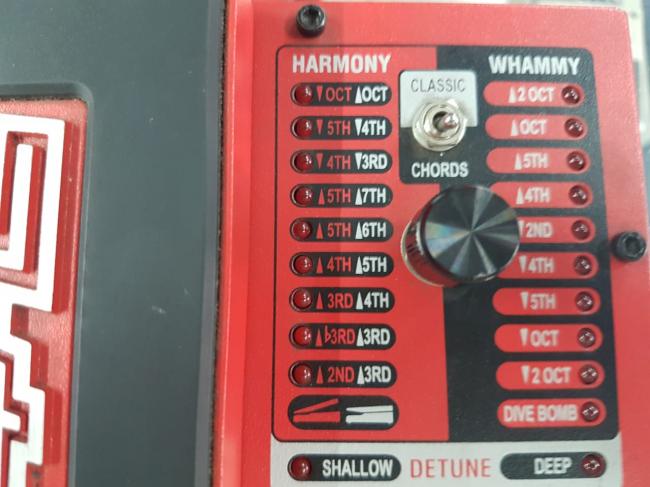 HARMONY
▼ OCT ▲OCT
▼ 5TH ▼4TH
▼ 4TH ▼3RD
▲ 5TH ▲7TH
▲ 5TH ▲6TH
▲ 4TH ▲5TH
▲ 3RD ▲4TH
▲ ♭3RD ▲3RD
▲ 2ND ▲3RD
CLASSIC
CHORDS
WHAMMY
▲2 OCT
▲OCT
▲5TH
▲4TH
▼2ND
▼4TH
▼5TH
▼OCT
▼2 OCT
DIVE BOMB
SHALLOW DETUNE DEEP